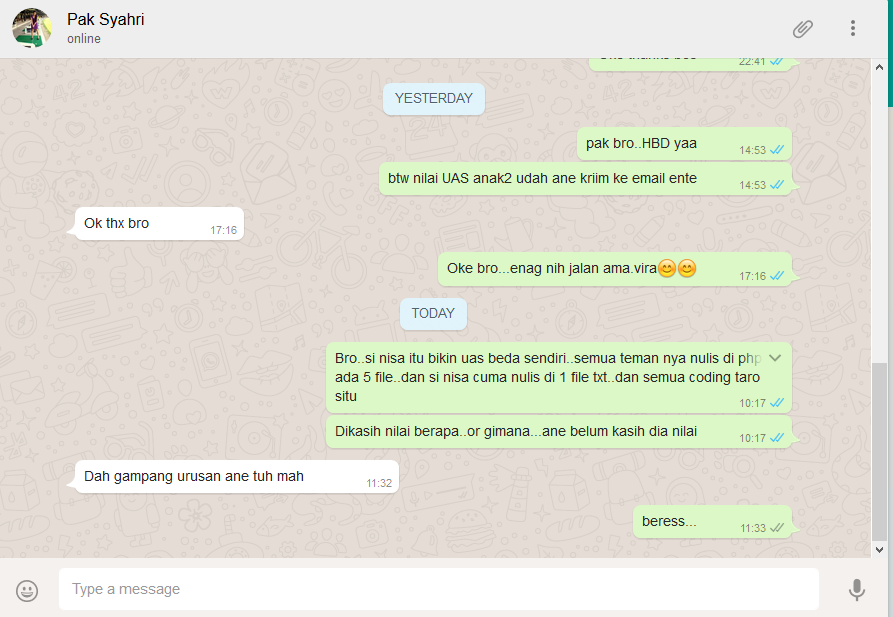 Pak Syahri
online
22:41
YESTERDAY
pak bro..HBD yaa
14:53
btw nilai UAS anak2 udah ane kriim ke email ente
14:53
Ok thx bro
17:16
Oke bro...enag nih jalan ama.vira😊😊
17:16
TODAY
Bro..si nisa itu bikin uas beda sendiri..semua teman nya nulis di php
ada 5 file..dan si nisa cuma nulis di 1 file txt..dan semua coding taro
situ
10:17
Dikasih nilai berapa..or gimana...ane belum kasih dia nilai
10:17
Dah gampang urusan ane tuh mah
11:32
beress...
11:33
Type a message